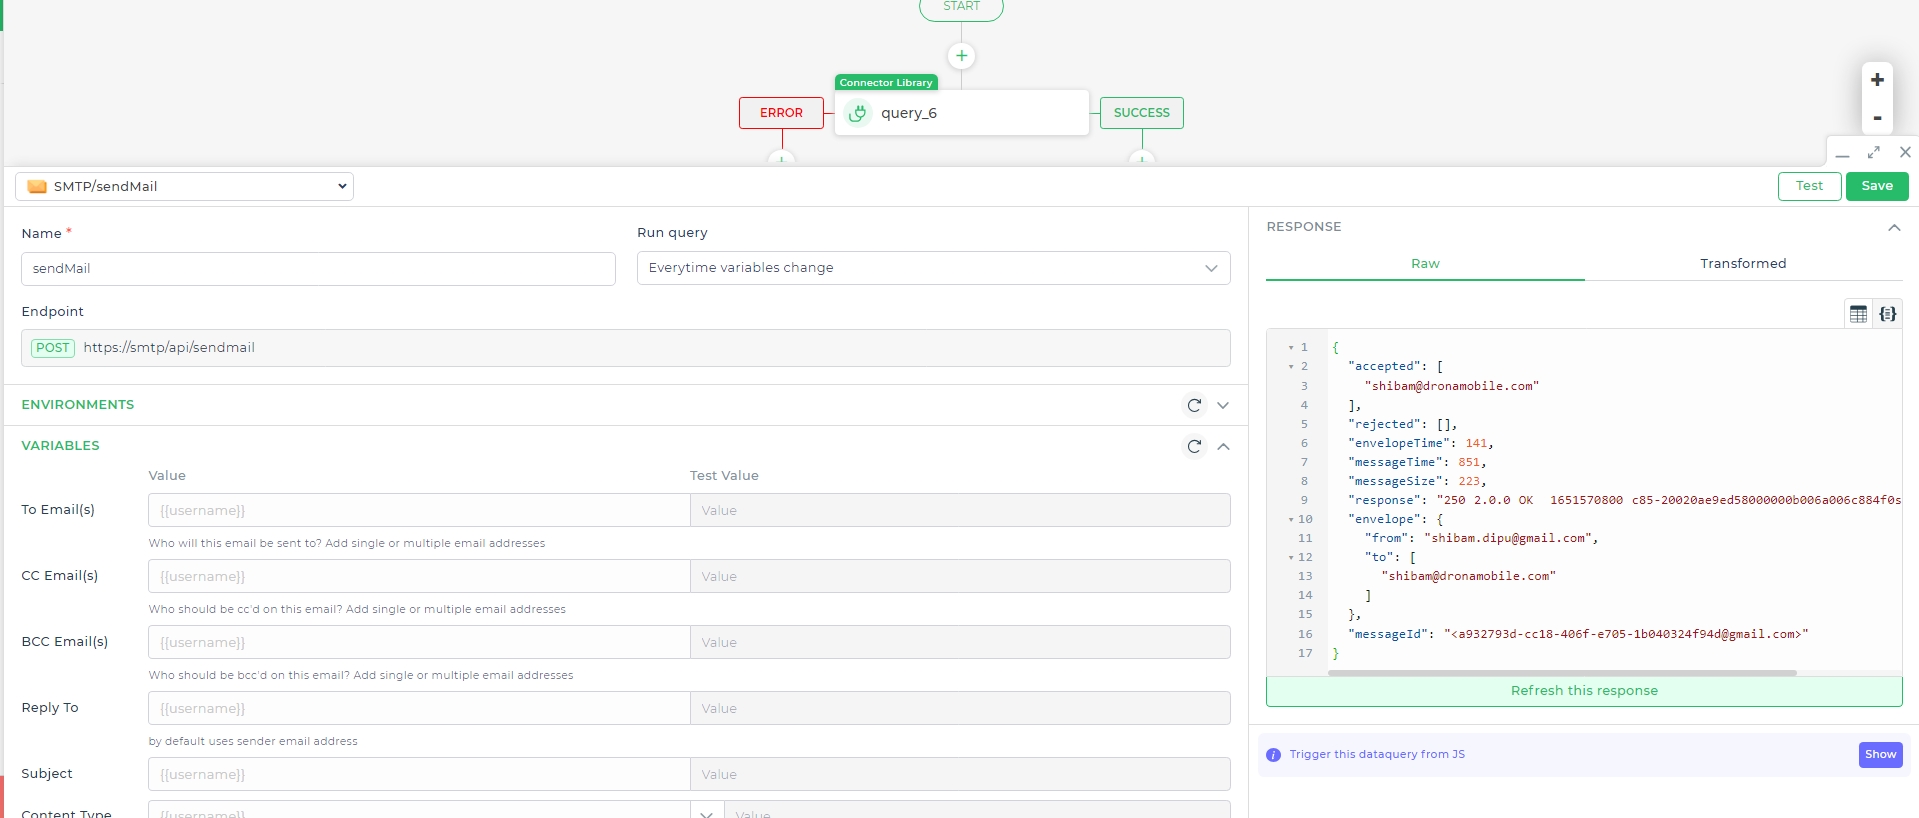 START
+
Connector Library
ERROR
query_6
SUCCESS
+
-
SMTP/sendMail
Test
Save
Name *
sendMail
Run query
Everytime variables change
Endpoint
POST https://smtp/api/sendmail
ENVIRONMENTS
VARIABLES
Value Test Value
To Email(s) {{username}} Value
Who will this email be sent to? Add single or multiple email addresses
CC Email(s) {{username}} Value
Who should be cc'd on this email? Add single or multiple email addresses
BCC Email(s) {{username}} Value
Who should be bcc'd on this email? Add single or multiple email addresses
Reply To {{username}} Value
by default uses sender email address
Subject {{username}} Value
Content Type {{username}} Value
RESPONSE
Raw Transformed
1 {
2 "accepted": [
3 "shibam@dronamobile.com"
4 ],
5 "rejected": [],
6 "envelopeTime": 141,
7 "messageTime": 851,
8 "messageSize": 223,
9 "response": "250 2.0.0 OK 1651570800 c85-20020ae9ed58000000b006a006c884f0s
10 "envelope": {
11 "from": "shibam.dipu@gmail.com",
12 "to": [
13 "shibam@dronamobile.com"
14 ]
15 },
16 "messageId": "<a932793d-cc18-406f-e705-1b040324f94d@gmail.com>"
17 }
Refresh this response
Trigger this dataquery from JS
Show